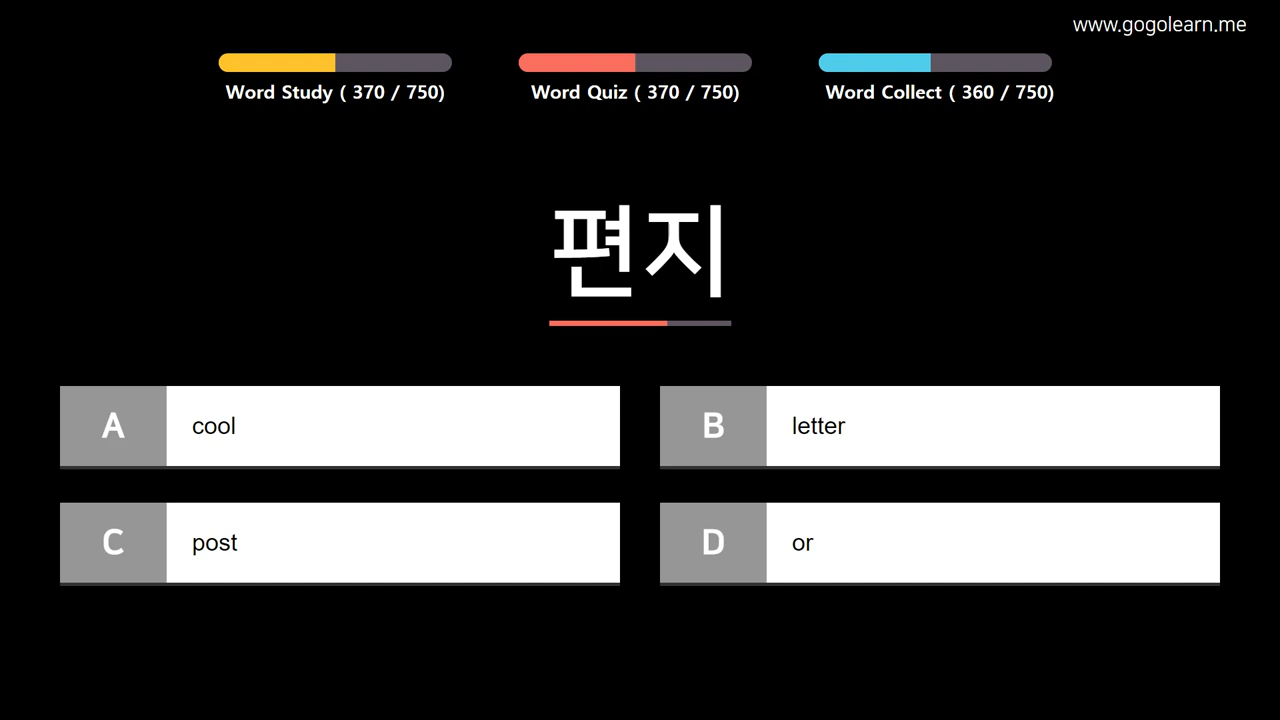 www.gogolearn.me
Word Study ( 370 / 750)
Word Quiz ( 370 / 750)
Word Collect ( 360 / 750)
편지
A cool
B letter
C post
D or